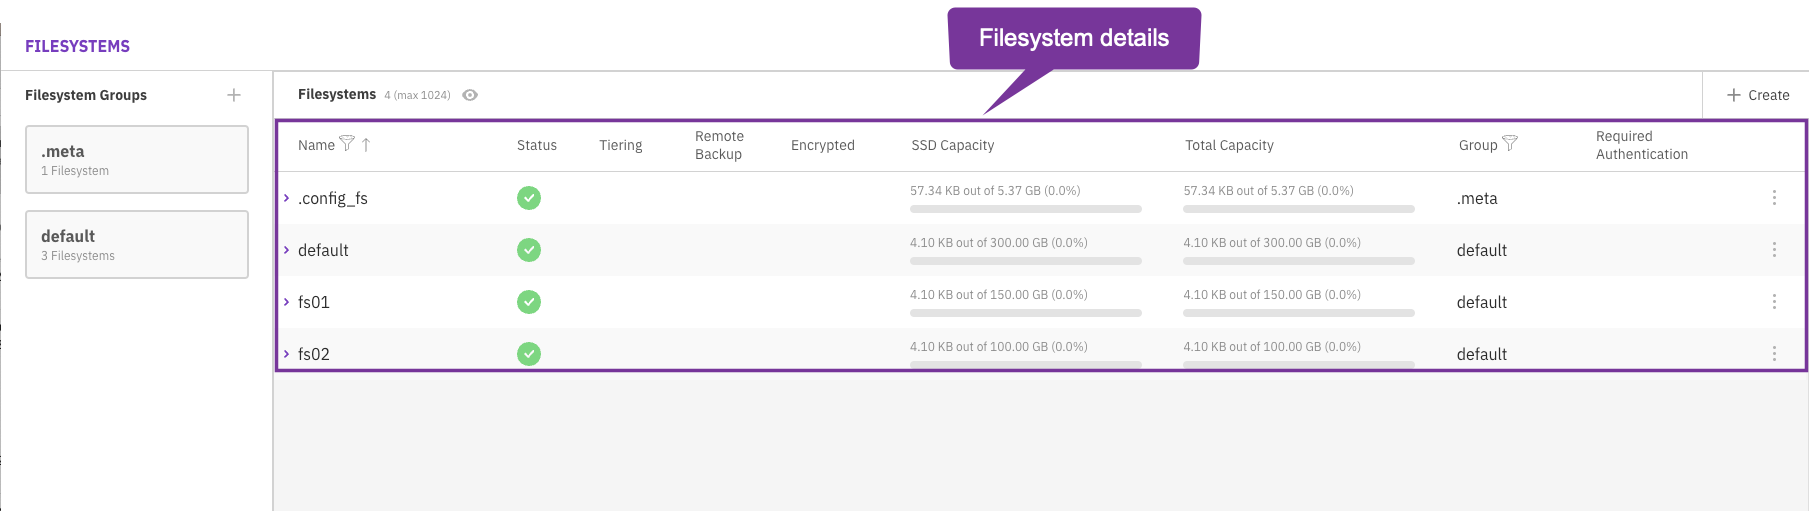 Filesystem details
FILESYSTEMS
Filesystem Groups
.meta
1 Filesystem
default
3 Filesystems
Filesystems 4 (max 1024)
Create
Name Status Tiering Remote Backup Encrypted SSD Capacity Total Capacity Group Required Authentication
.config_fs 57.34 KB out of 5.37 GB (0.0%) 57.34 KB out of 5.37 GB (0.0%) .meta
default 4.10 KB out of 300.00 GB (0.0%) 4.10 KB out of 300.00 GB (0.0%) default
fs01 4.10 KB out of 150.00 GB (0.0%) 4.10 KB out of 150.00 GB (0.0%) default
fs02 4.10 KB out of 100.00 GB (0.0%) 4.10 KB out of 100.00 GB (0.0%) default